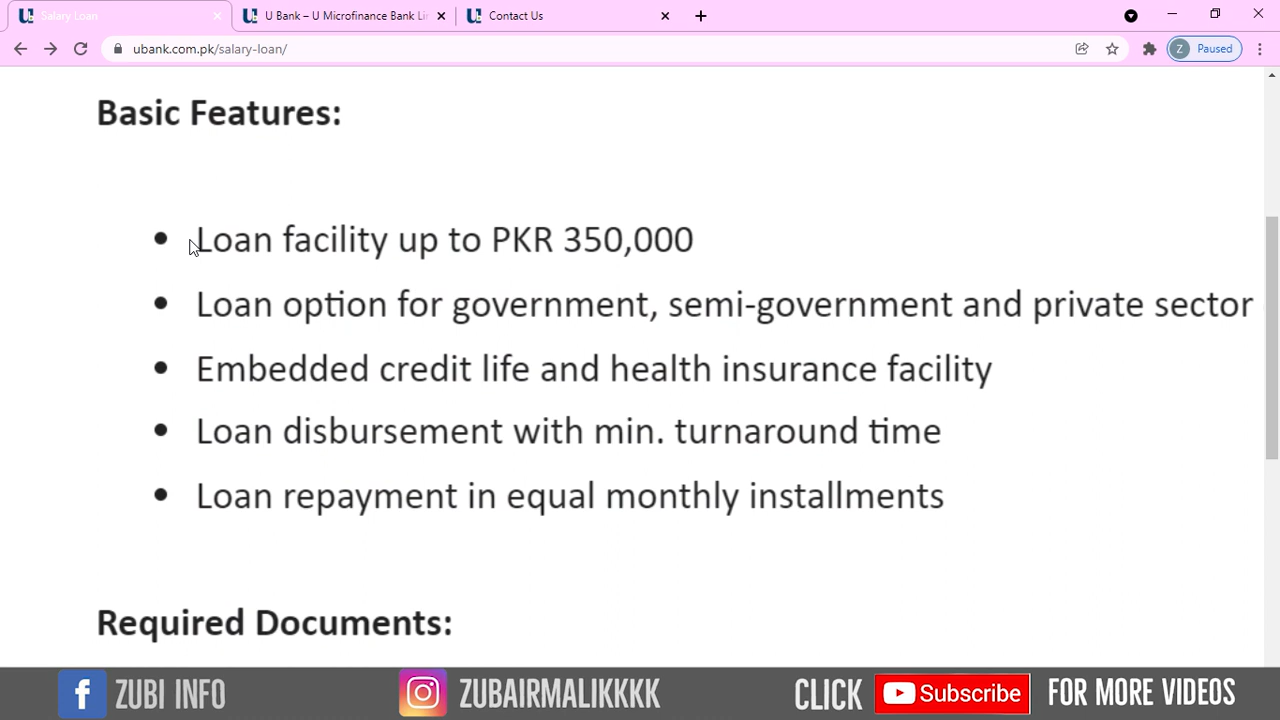 Salary Loan
U Bank – U Microfinance Bank Li
Contact Us
ubank.com.pk/salary-loan/
Z Paused
Basic Features:
• Loan facility up to PKR 350,000
• Loan option for government, semi-government and private sector
• Embedded credit life and health insurance facility
• Loan disbursement with min. turnaround time
• Loan repayment in equal monthly installments
Required Documents:
ZUBI INFO
ZUBAIRMALIKKKK
CLICK Subscribe FOR MORE VIDEOS